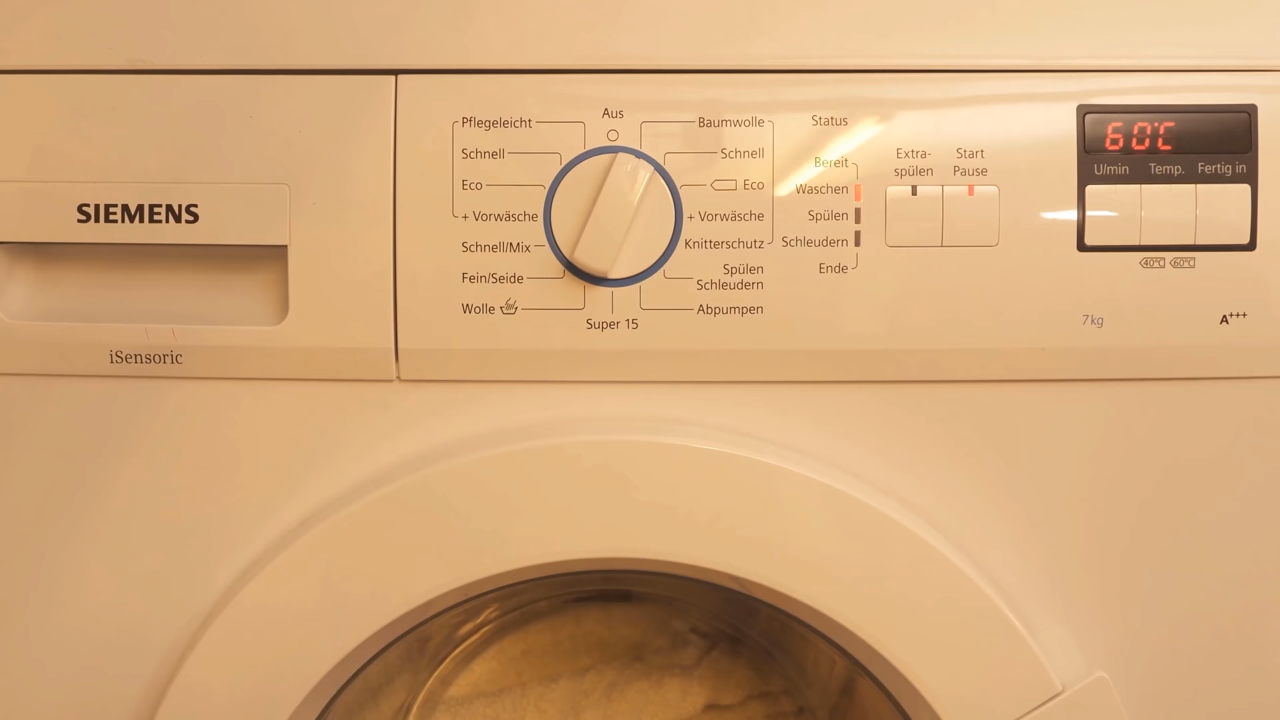 SIEMENS
iSensoric
Aus
Pflegeleicht
Schnell
Eco
+ Vorwäsche
Schnell/Mix
Fein/Seide
Wolle
Super 15
Baumwolle
Schnell
Eco
+ Vorwäsche
Knitterschutz
Spülen
Schleudern
Abpumpen
Status
Bereit
Waschen
Spülen
Schleudern
Ende
Extra-
spülen
Start
Pause
60°C
U/min Temp. Fertig in
40°C 60°C
7 kg
A+++